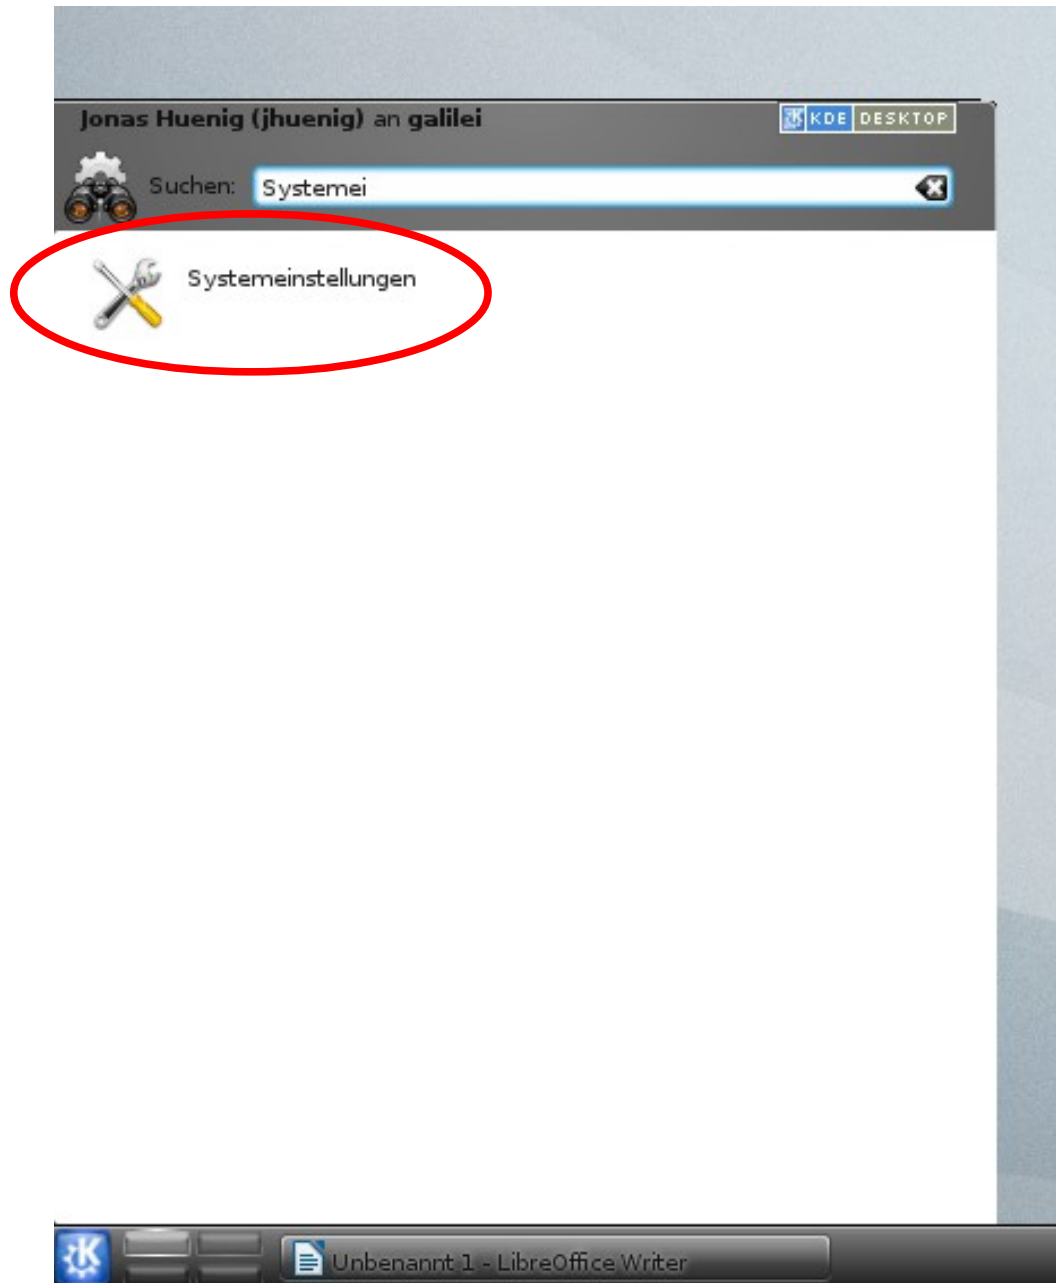 Jonas Huenig (jhuenig) an galilei
KDE DESKTOP
Suchen: Systemei
Systemeinstellungen
Unbenannt 1 - LibreOffice Writer